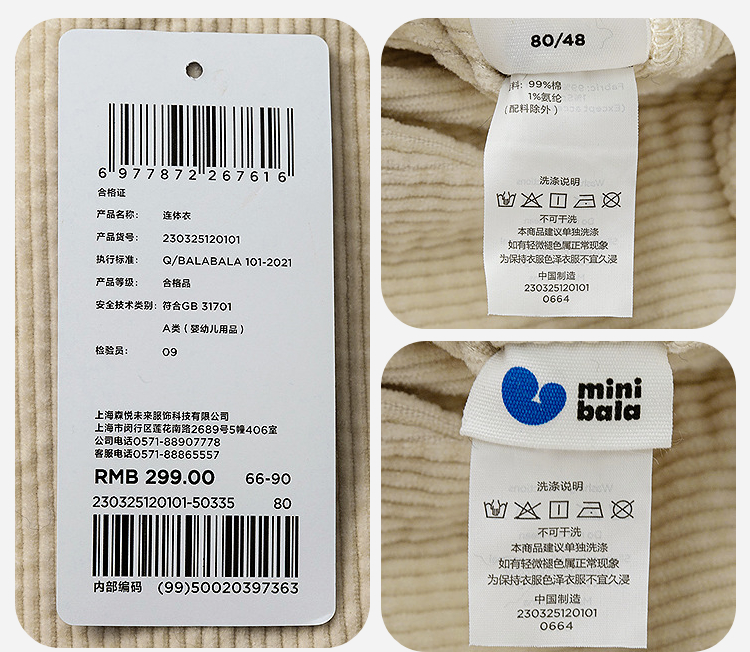 6 977872 267616
合格证
产品名称： 连体衣
产品货号： 230325120101
执行标准： Q/BALABALA 101-2021
产品等级： 合格品
安全技术类别： 符合GB 31701
A类（婴幼儿用品）
检验员： 09
上海森悦未来服饰科技有限公司
上海市闵行区莲花南路2689号5幢406室
公司电话0571-88907778
客服电话0571-88865557
RMB 299.00 66-90
230325120101-50335 80
内部编码 (99)50020397363
80/48
料: 99%棉
1%氨纶
(配料除外)
洗涤说明
不可干洗
本商品建议单独洗涤
如有轻微褪色属正常现象
为保持衣服色泽衣服不宜久浸
中国制造
230325120101
0664
mini
bala
洗涤说明
不可干洗
本商品建议单独洗涤
如有轻微褪色属正常现象
为保持衣服色泽衣服不宜久浸
中国制造
230325120101
0664